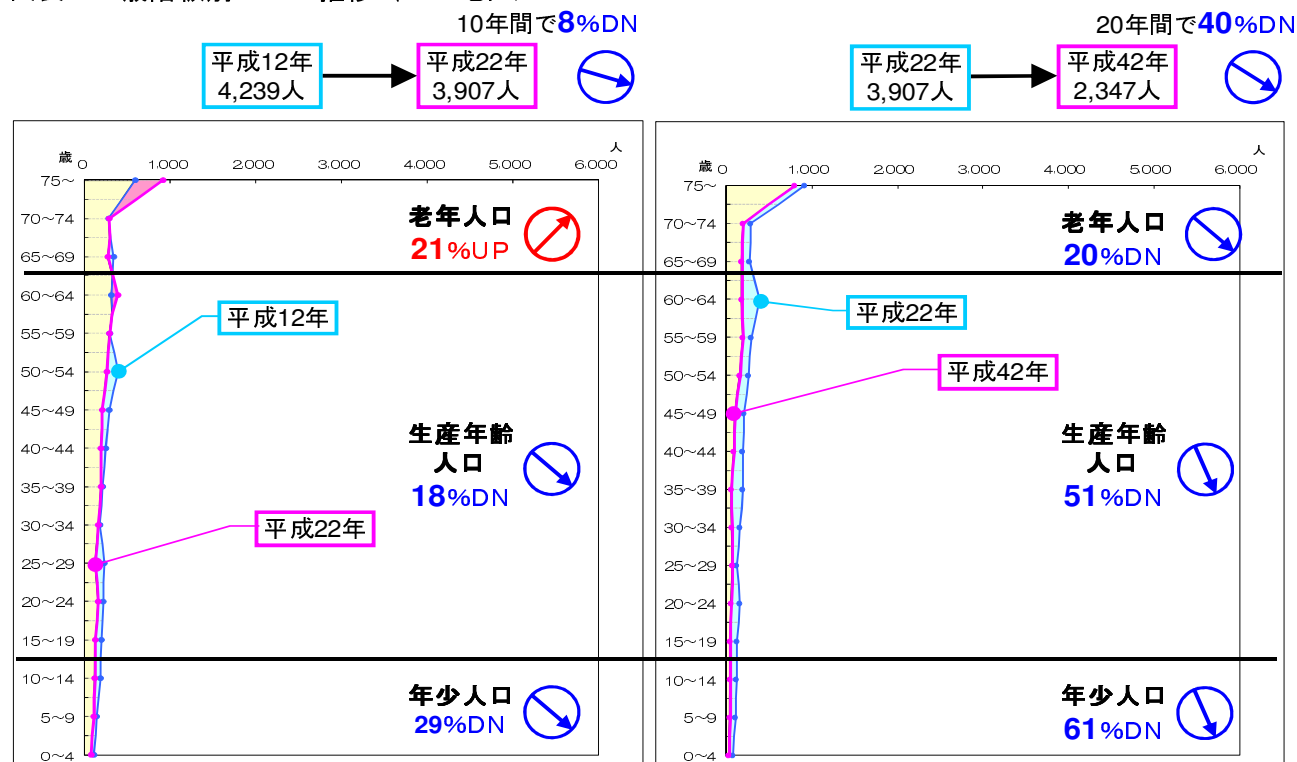 10年間で8%DN
平成12年
4,239人
平成22年
3,907人
人
歳
0
1.000
2.000
3.000
4.000
5.000
6.000
75～
70～74
65～69
60～64
55～59
50～54
45～49
40～44
35～39
30～34
25～29
20～24
15～19
10～14
5～9
0～4
老年人口
21%UP
平成12年
生産年齢
人口
18%DN
平成22年
年少人口
29%DN
20年間で40%DN
平成22年
3,907人
平成42年
2,347人
人
歳
0
1.000
2.000
3.000
4.000
5.000
6.000
75～
70～74
65～69
60～64
55～59
50～54
45～49
40～44
35～39
30～34
25～29
20～24
15～19
10～14
5～9
0～4
老年人口
20%DN
平成22年
平成42年
生産年齢
人口
51%DN
年少人口
61%DN